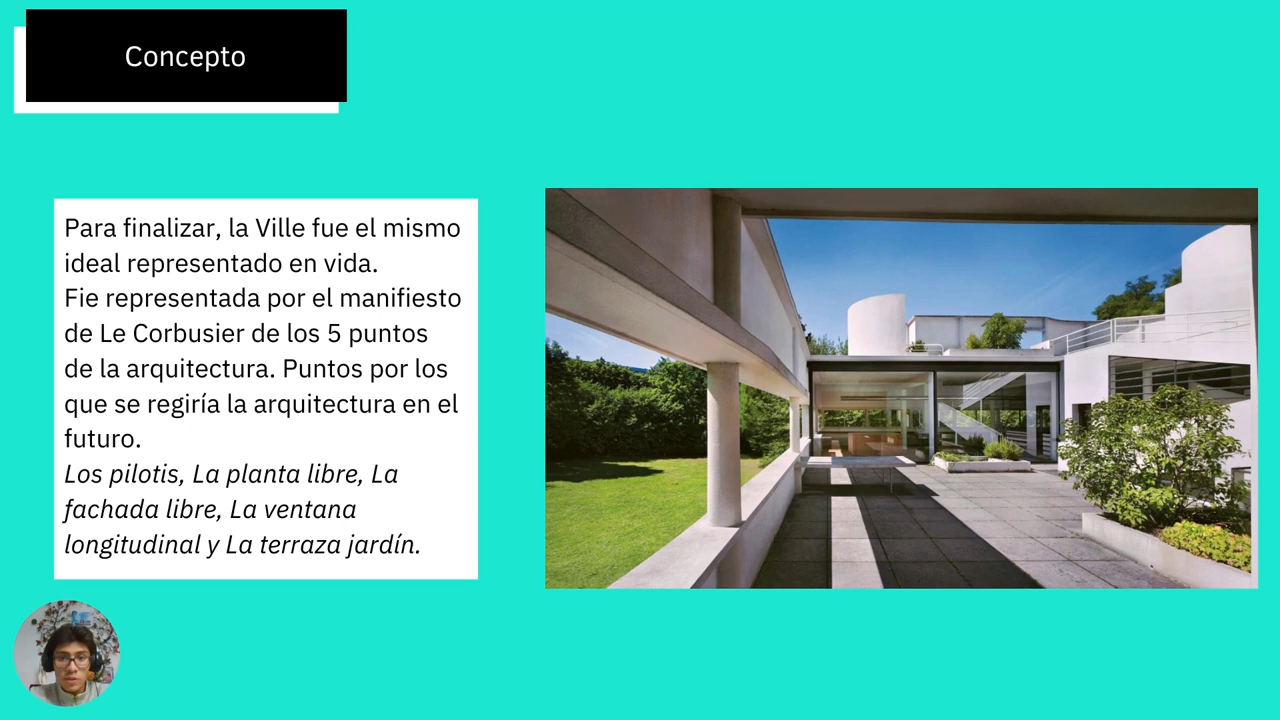 Concepto
Para finalizar, la Ville fue el mismo
ideal representado en vida.
Fie representada por el manifiesto
de Le Corbusier de los 5 puntos
de la arquitectura. Puntos por los
que se regiría la arquitectura en el
futuro.
Los pilotis, La planta libre, La
fachada libre, La ventana
longitudinal y La terraza jardín.